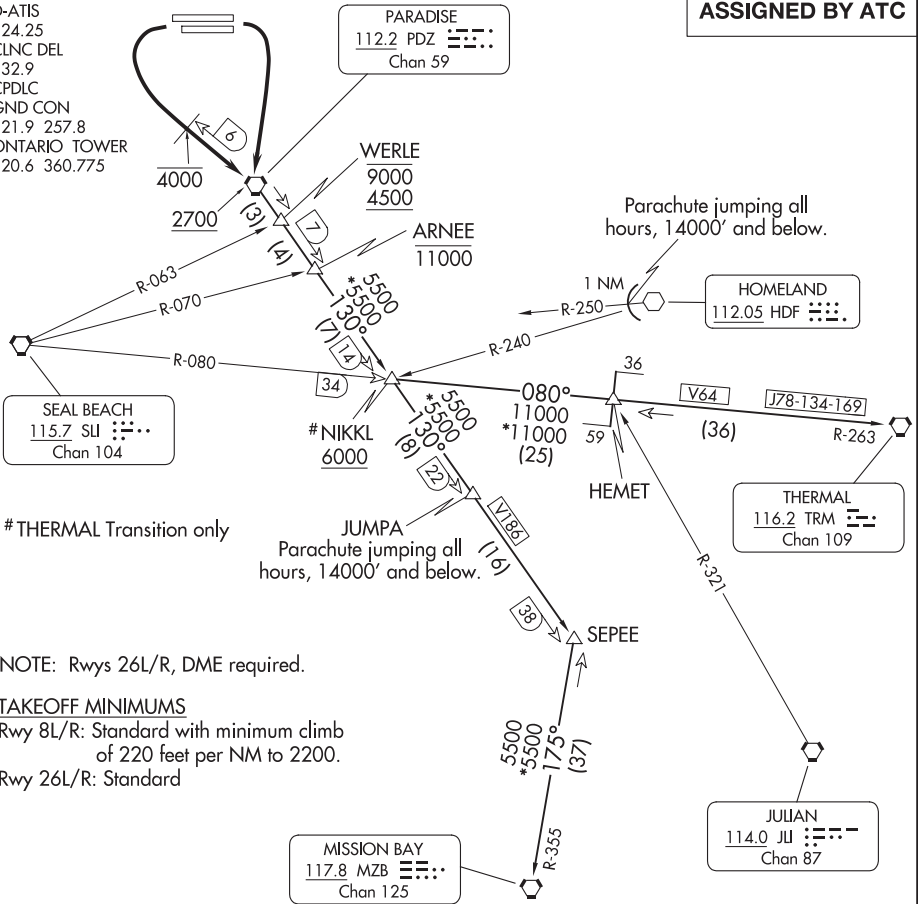 -ATIS
24.25
CLNC DEL
32.9
CPDLC
GND CON
21.9 257.8
ONTARIO TOWER
20.6 360.775
PARADISE
112.2 PDZ
Chan 59
ASSIGNED BY ATC
6
4000
2700
(3)
WERLE
9000
4500
7
(4)
ARNEE
11000
R-063
R-070
R-080
5500
*5500
130°
(7)
14
34
Parachute jumping all
hours, 14000' and below.
1 NM
HOMELAND
112.05 HDF
R-250
R-240
SEAL BEACH
115.7 SLI
Chan 104
# NIKKL
6000
5500
*5500
130°
(8)
22
080°
11000
*11000
(25)
36
59
HEMET
V64
J78-134-169
(36)
R-263
THERMAL
116.2 TRM
Chan 109
# THERMAL Transition only
JUMPA
Parachute jumping all
hours, 14000' and below.
V186
(16)
38
SEPEE
R-321
NOTE: Rwys 26L/R, DME required.
TAKEOFF MINIMUMS
Rwy 8L/R: Standard with minimum climb
of 220 feet per NM to 2200.
Rwy 26L/R: Standard
5500
*5500
175°
(37)
R-355
MISSION BAY
117.8 MZB
Chan 125
JULIAN
114.0 JLI
Chan 87